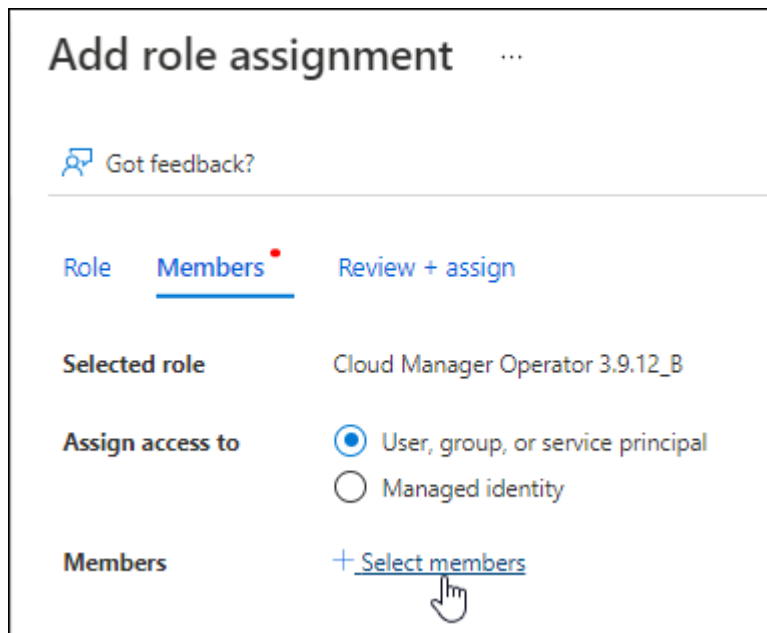 Add role assignment ...
Got feedback?
Role Members Review + assign
Selected role Cloud Manager Operator 3.9.12_B
Assign access to User, group, or service principal
Managed identity
Members + Select members